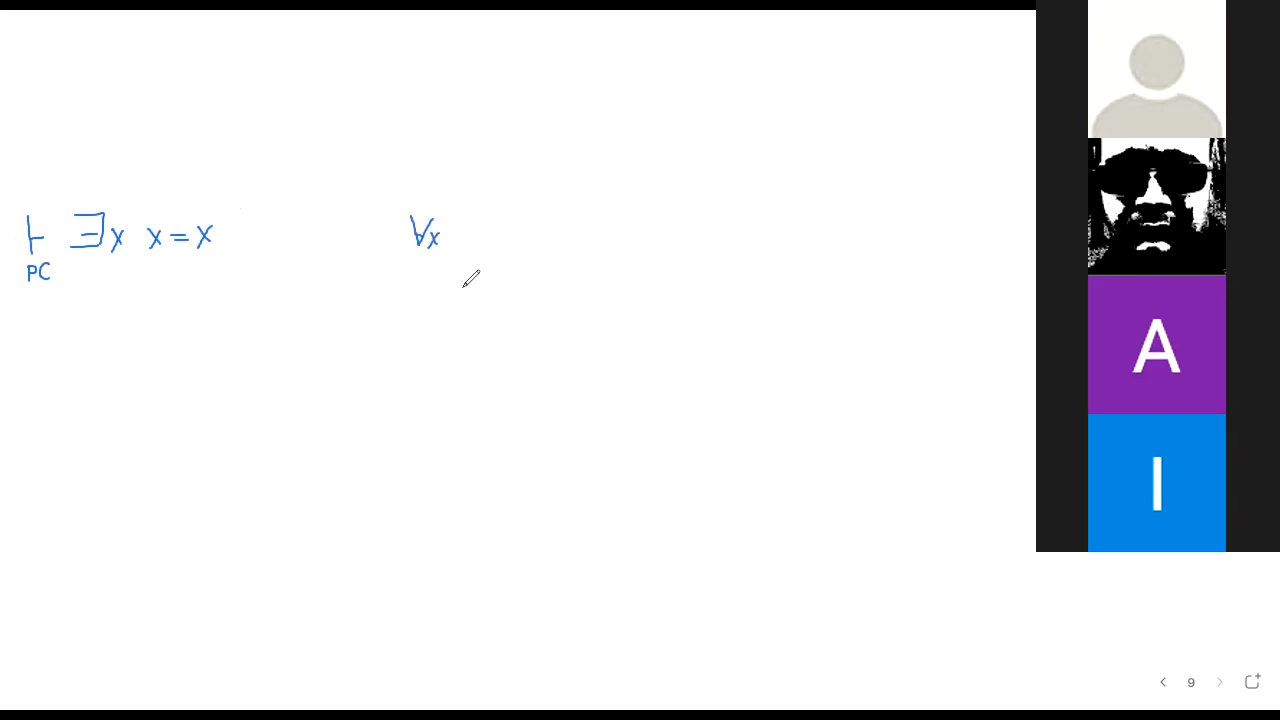 ⊢ ∃x x = x ∀x
PC
A
I
9